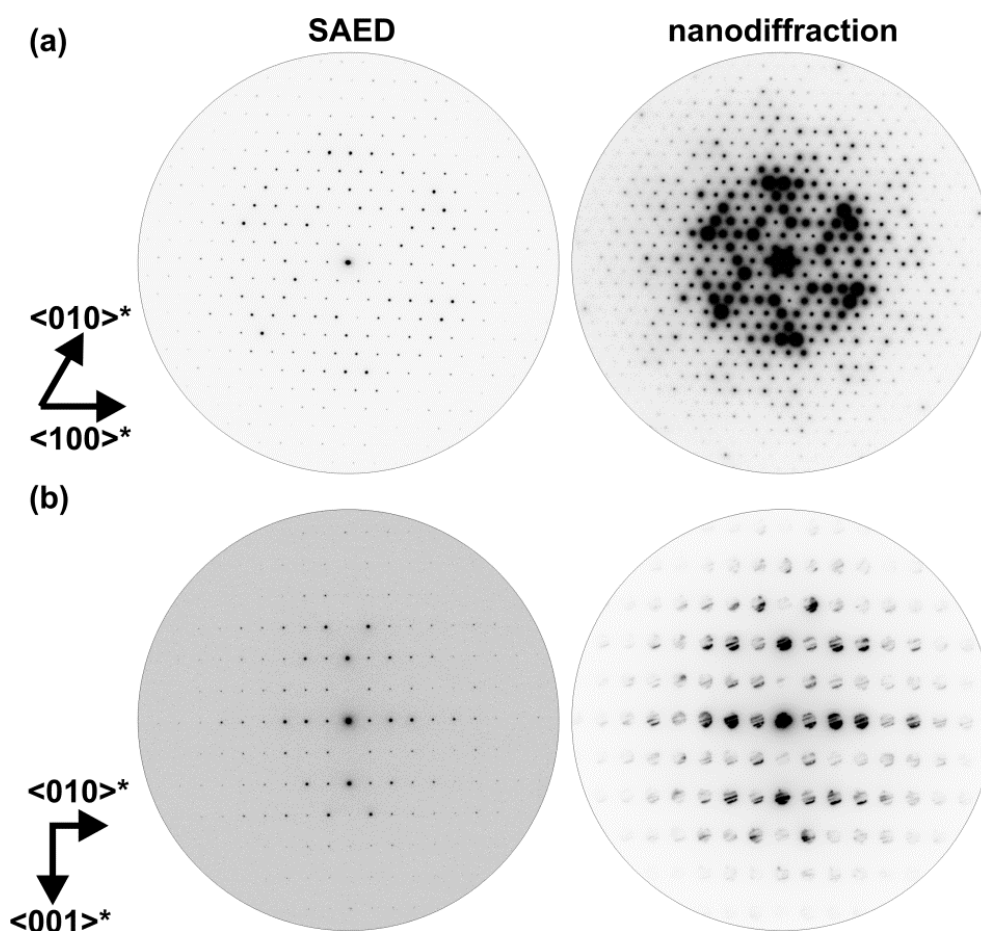 SAED
nanodiffraction
(a)
<010>*
<100>*
(b)
<010>*
<001>*